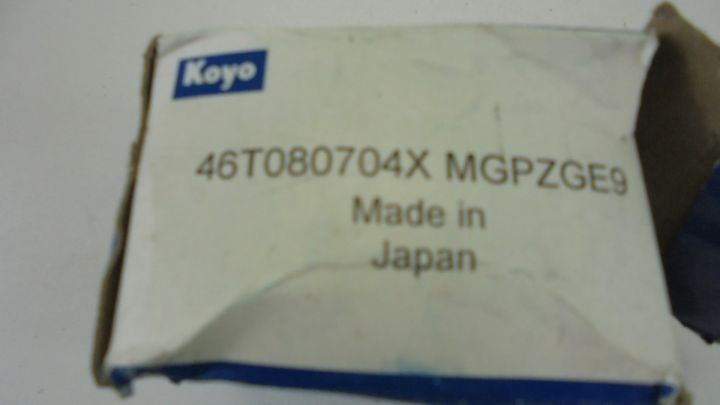 Koyo
46T080704X MGPZGE9
Made in
Japan